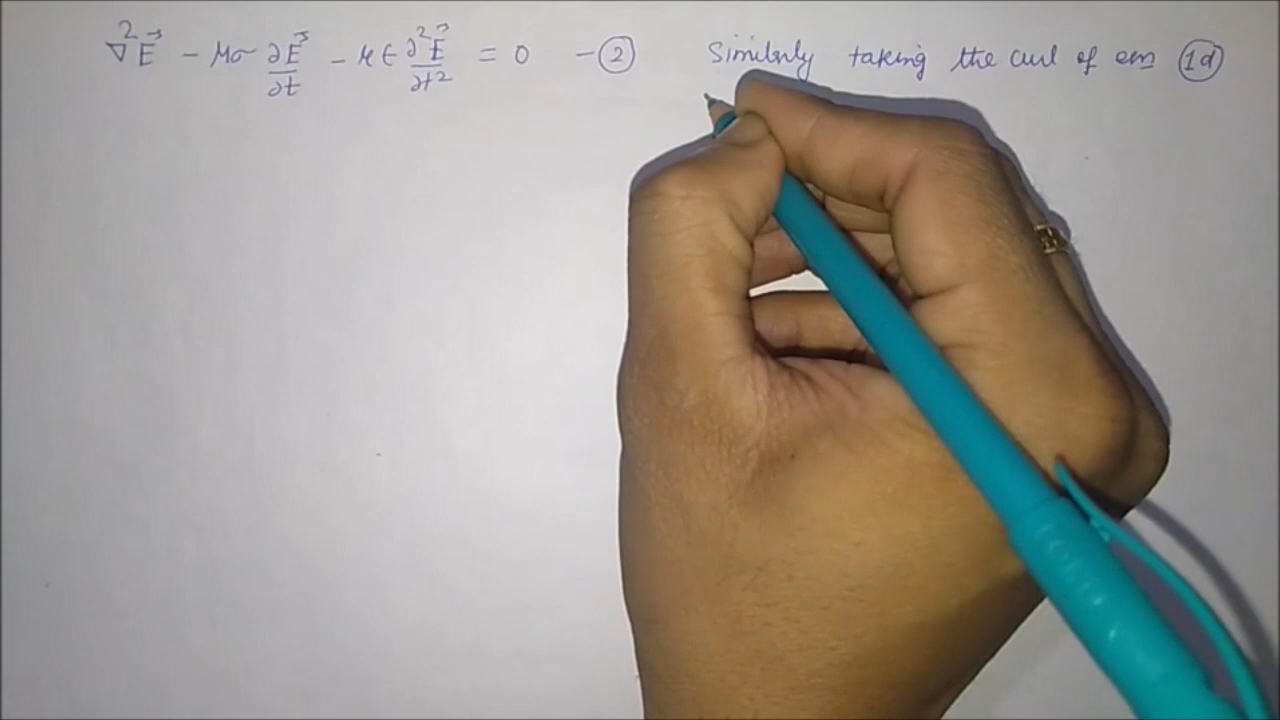 ∇²E⃗ - μσ ∂E⃗/∂t - μϵ ∂²E⃗/∂t² = 0 - ②
Similarly taking the curl of eqn (1d)